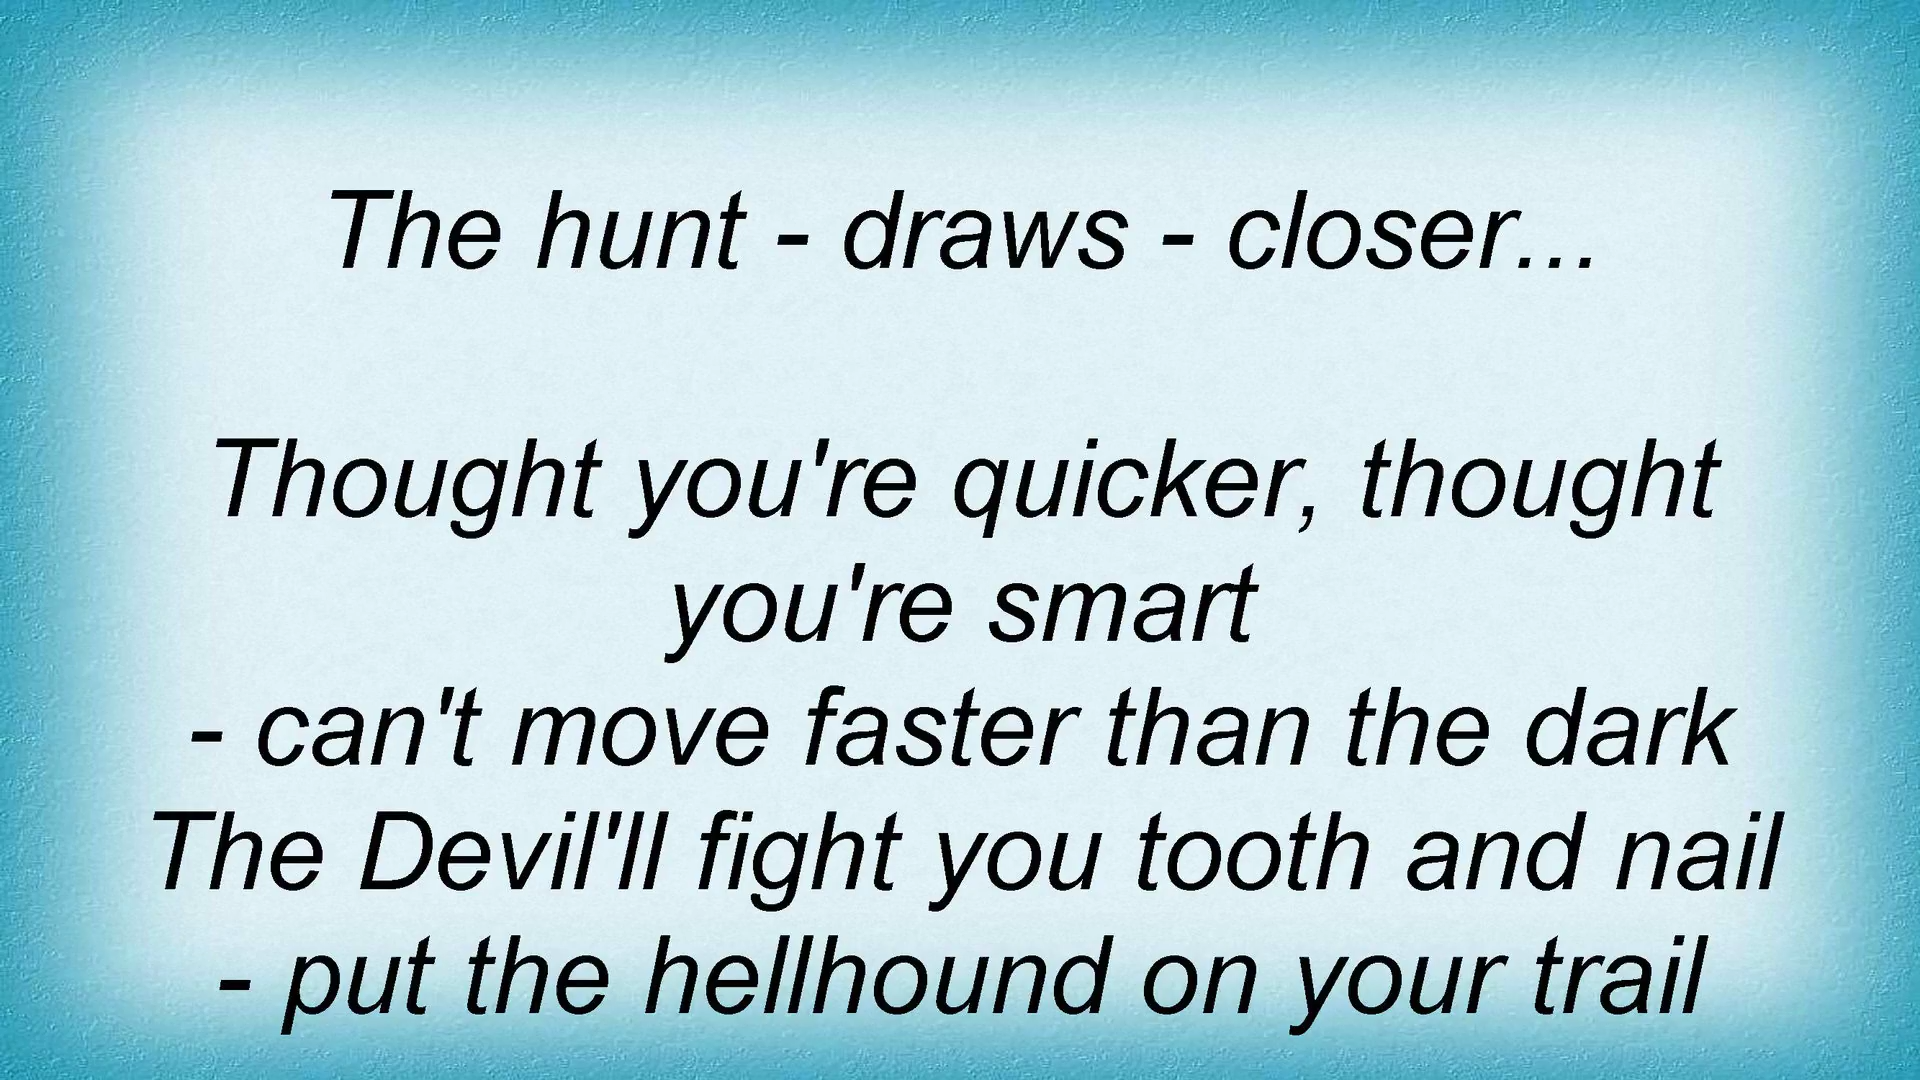 The hunt - draws - closer...
Thought you're quicker, thought
you're smart
- can't move faster than the dark
The Devil'll fight you tooth and nail
- put the hellhound on your trail